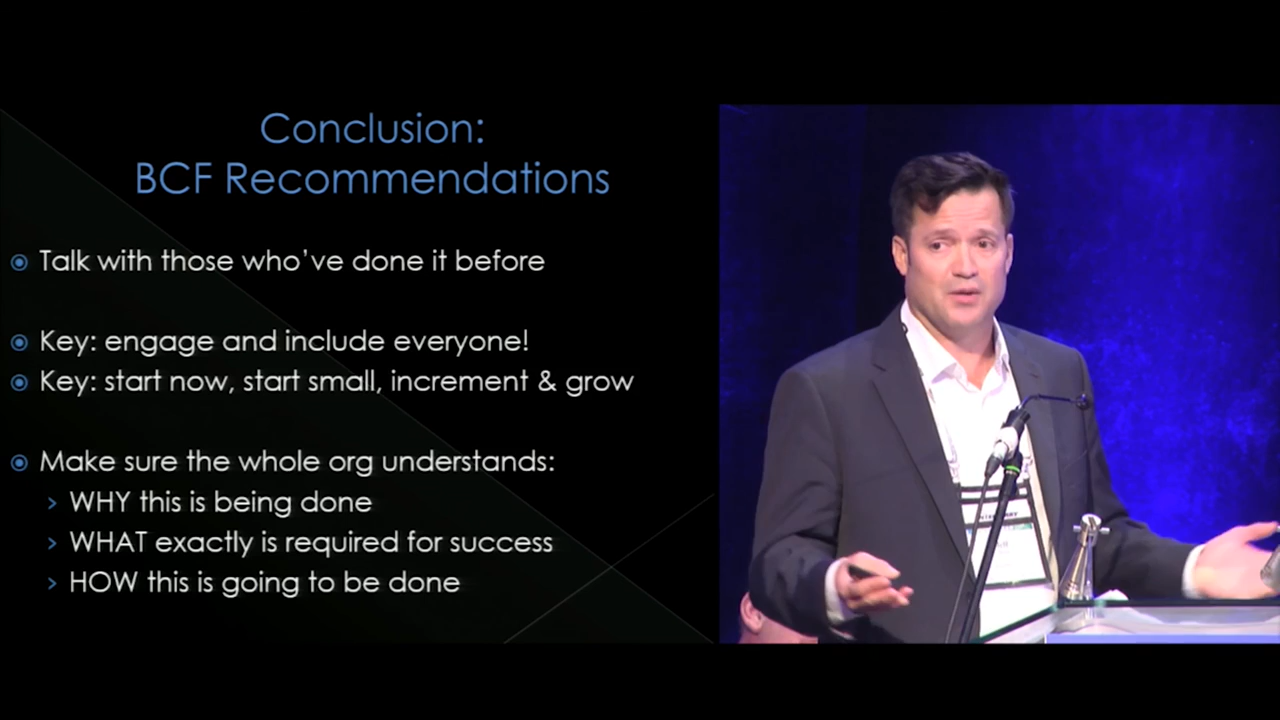 Conclusion:
BCF Recommendations
Talk with those who've done it before
Key: engage and include everyone!
Key: start now, start small, increment & grow
Make sure the whole org understands:
› WHY this is being done
› WHAT exactly is required for success
› HOW this is going to be done